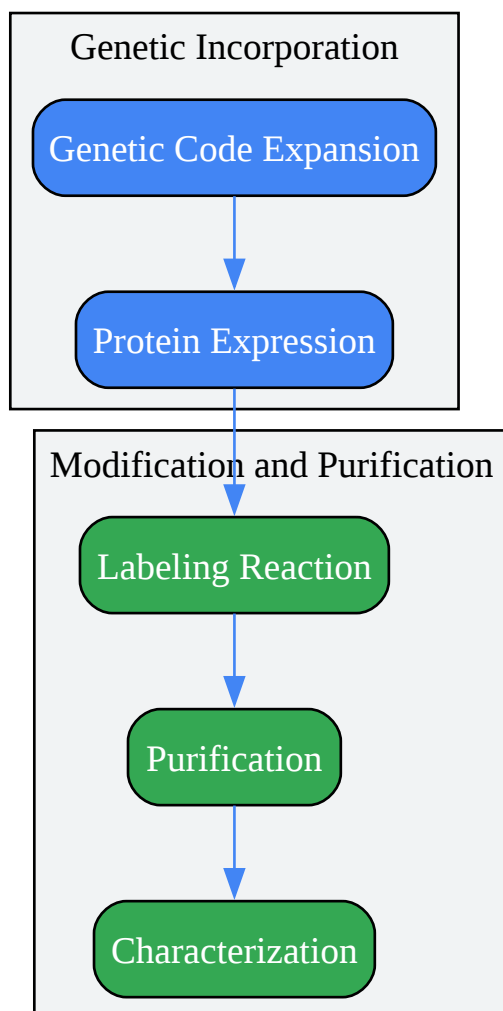 Genetic Incorporation
Genetic Code Expansion
Protein Expression
Modification and Purification
Labeling Reaction
Purification
Characterization